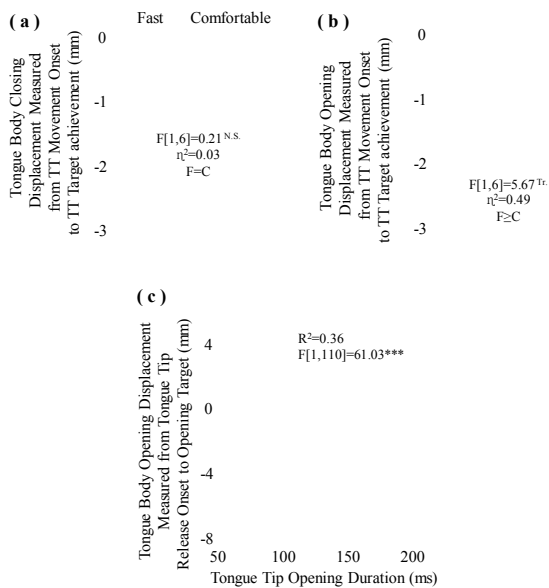 ( a )
Fast Comfortable
Tongue Body Closing
Displacement Measured
from TT Movement Onset
to TT Target achievement (mm)
0
-1
-2
-3
F[1,6]=0.21 N.S.
η²=0.03
F=C
( b )
Tongue Body Opening
Displacement Measured
from TT Movement Onset
to TT Target achievement (mm)
0
-1
-2
-3
F[1,6]=5.67 Tr.
η²=0.49
F≥C
( c )
Tongue Body Opening Displacement
Measured from Tongue Tip
Release Onset to Opening Target (mm)
4
0
-4
-8
R²=0.36
F[1,110]=61.03***
50 100 150 200
Tongue Tip Opening Duration (ms)